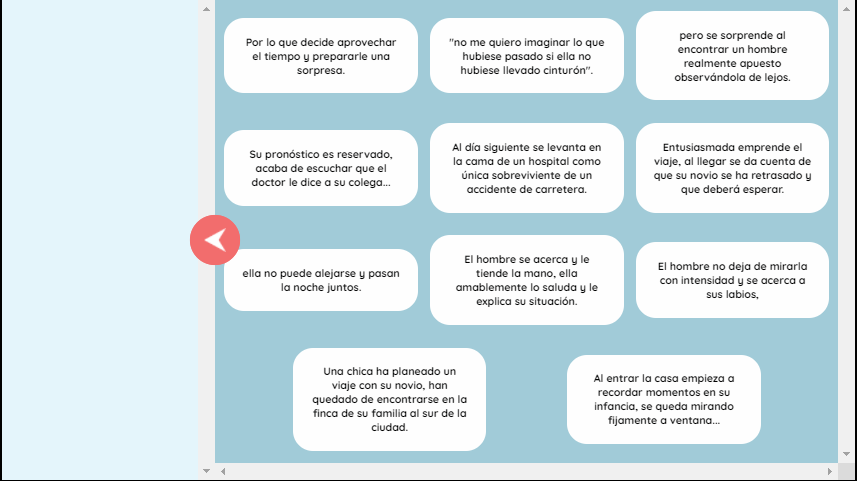 Por lo que decide aprovechar
el tiempo y prepararle una
sorpresa.
"no me quiero imaginar lo que
hubiese pasado si ella no
hubiese llevado cinturón".
pero se sorprende al
encontrar un hombre
realmente apuesto
observándola de lejos.
Su pronóstico es reservado,
acaba de escuchar que el
doctor le dice a su colega...
Al día siguiente se levanta en
la cama de un hospital como
única sobreviviente de un
accidente de carretera.
Entusiasmada emprende el
viaje, al llegar se da cuenta de
que su novio se ha retrasado y
que deberá esperar.
ella no puede alejarse y pasan
la noche juntos.
El hombre se acerca y le
tiende la mano, ella
amablemente lo saluda y le
explica su situación.
El hombre no deja de mirarla
con intensidad y se acerca a
sus labios,
Una chica ha planeado un
viaje con su novio, han
quedado de encontrarse en la
finca de su familia al sur de la
ciudad.
Al entrar la casa empieza a
recordar momentos en su
infancia, se queda mirando
fijamente a ventana...